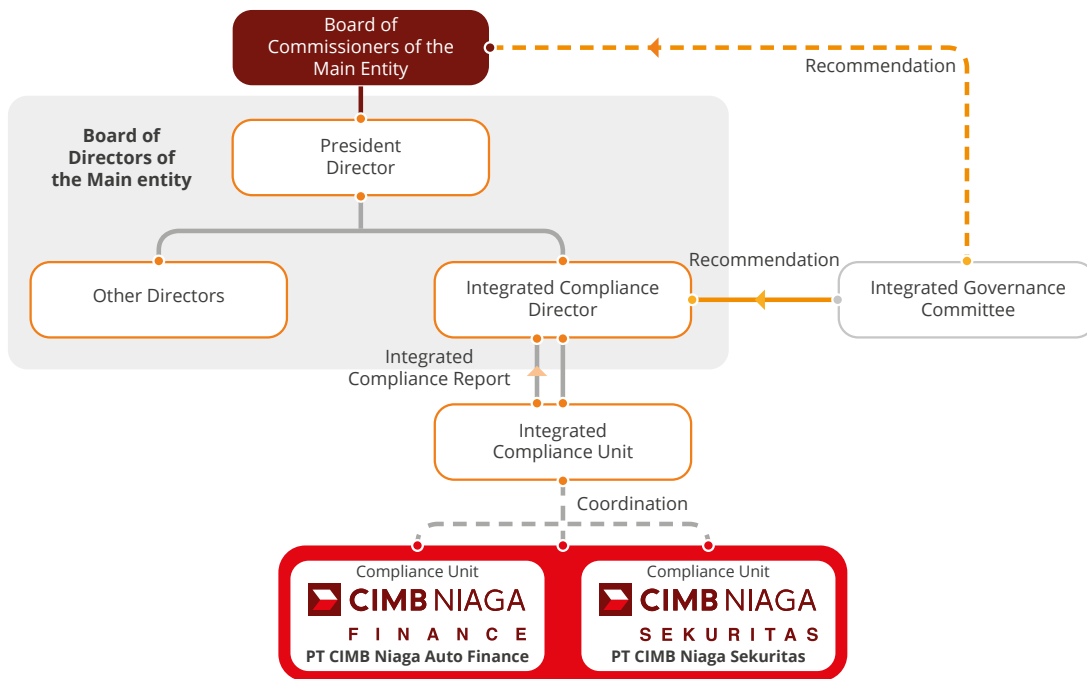 Board of
Commissioners of the
Main Entity
Recommendation
Board of
Directors of
the Main entity
President
Director
Other Directors
Integrated Compliance
Director
Recommendation
Integrated Governance
Committee
Integrated
Compliance Report
Integrated
Compliance Unit
Coordination
Compliance Unit
CIMB NIAGA
FINANCE
PT CIMB Niaga Auto Finance
Compliance Unit
CIMB NIAGA
SEKURITAS
PT CIMB Niaga Sekuritas